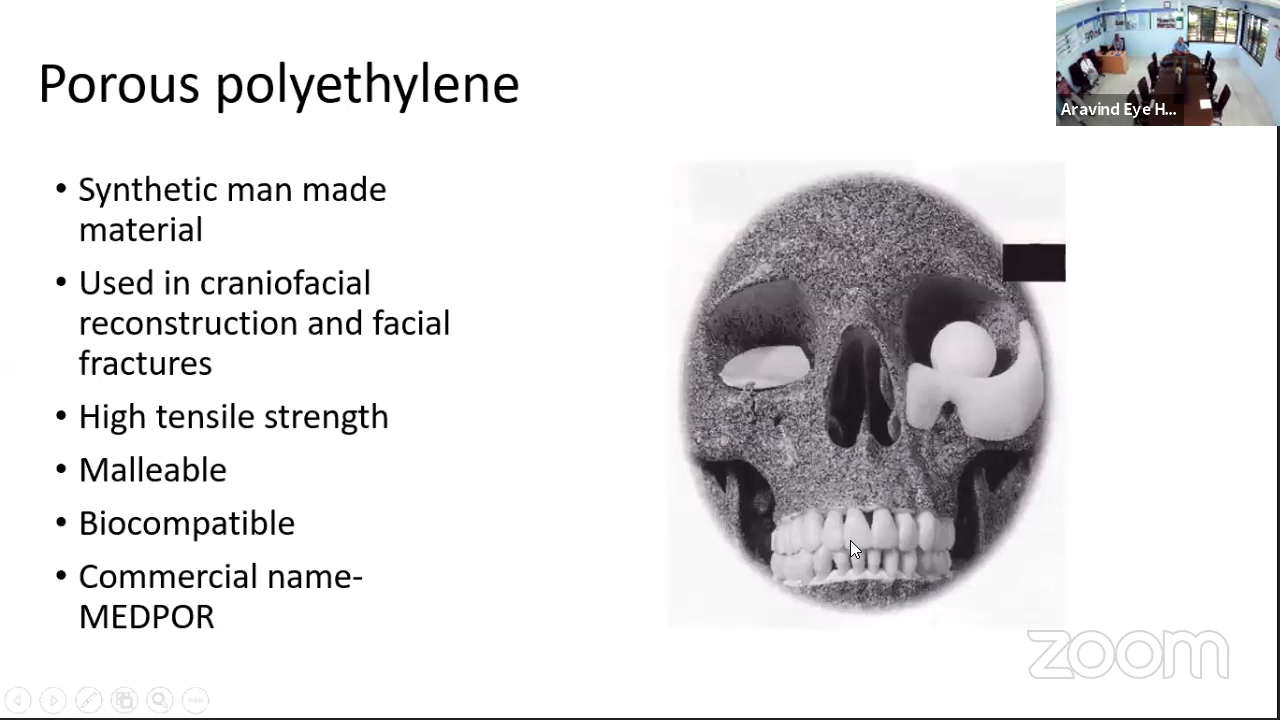 Porous polyethylene
Aravind Eye H...
• Synthetic man made
material
• Used in craniofacial
reconstruction and facial
fractures
• High tensile strength
• Malleable
• Biocompatible
• Commercial name-
MEDPOR
zoom